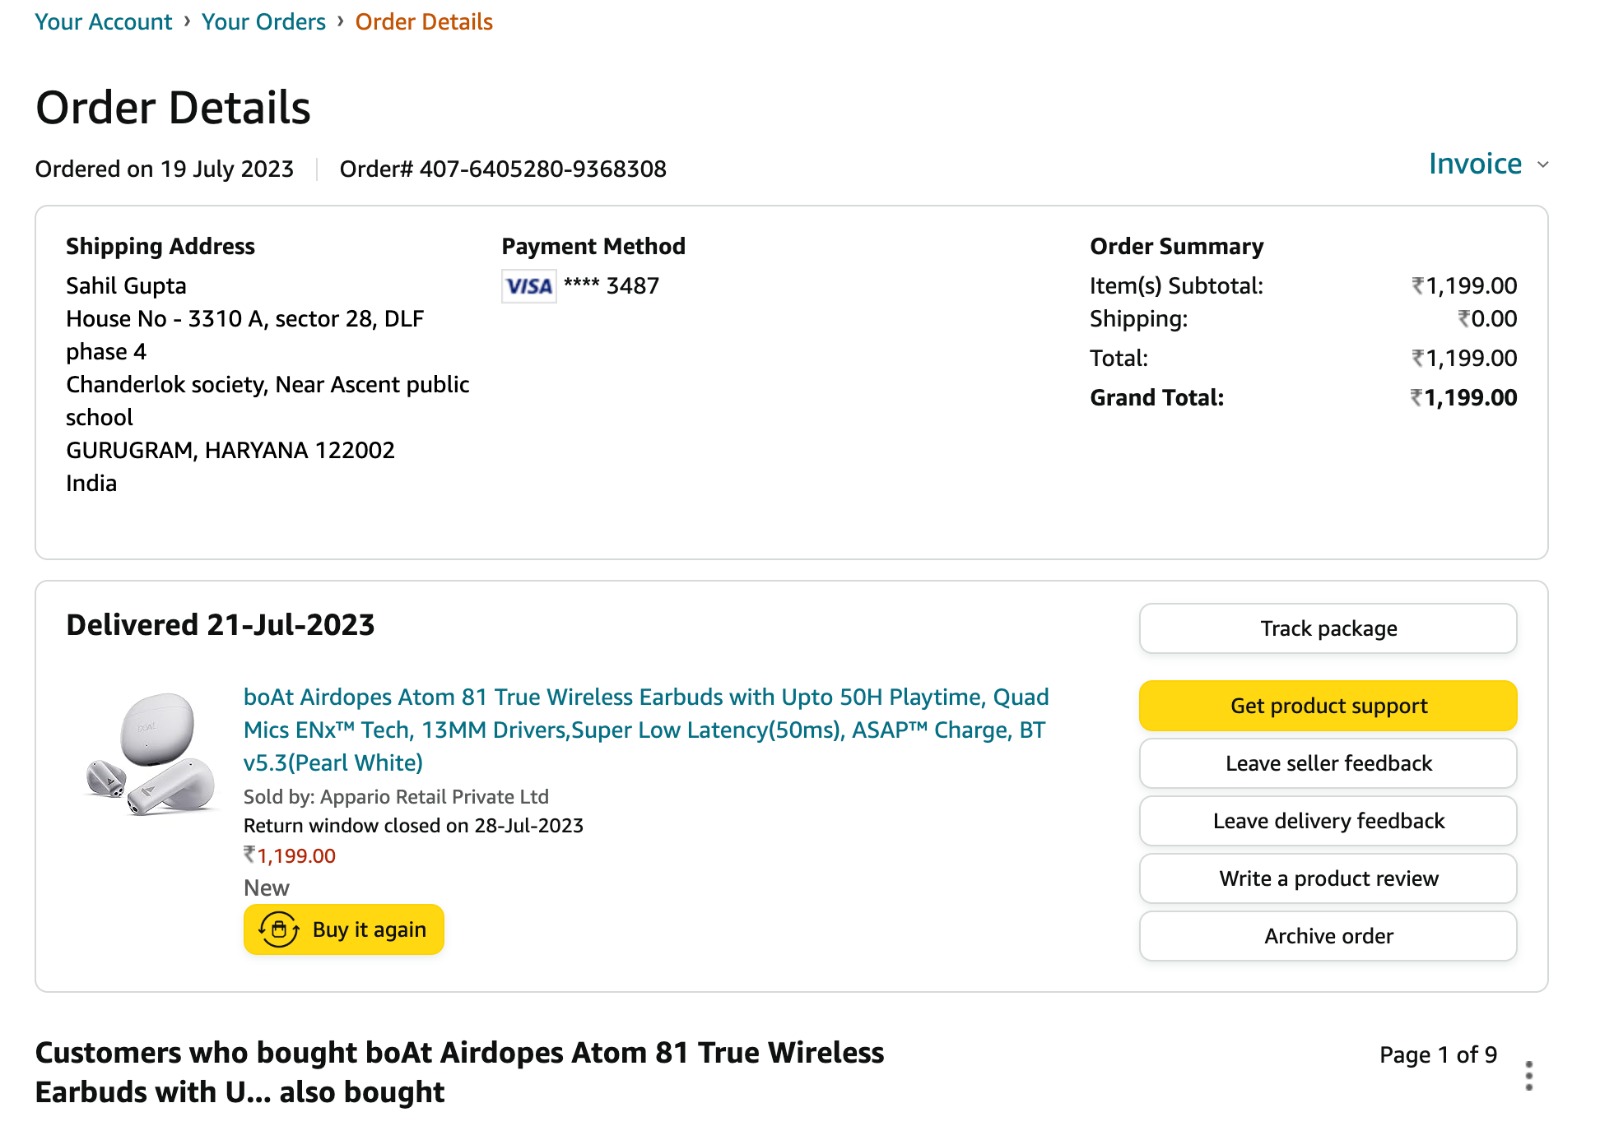 Your Account › Your Orders › Order Details
Order Details
Ordered on 19 July 2023 | Order# 407-6405280-9368308
Invoice
Shipping Address
Sahil Gupta
House No - 3310 A, sector 28, DLF
phase 4
Chanderlok society, Near Ascent public
school
GURUGRAM, HARYANA 122002
India
Payment Method
VISA **** 3487
Order Summary
Item(s) Subtotal: ₹1,199.00
Shipping: ₹0.00
Total: ₹1,199.00
Grand Total: ₹1,199.00
Delivered 21-Jul-2023
boAt Airdopes Atom 81 True Wireless Earbuds with Upto 50H Playtime, Quad
Mics ENx™ Tech, 13MM Drivers,Super Low Latency(50ms), ASAP™ Charge, BT
v5.3(Pearl White)
Sold by: Appario Retail Private Ltd
Return window closed on 28-Jul-2023
₹1,199.00
New
Buy it again
Track package
Get product support
Leave seller feedback
Leave delivery feedback
Write a product review
Archive order
Customers who bought boAt Airdopes Atom 81 True Wireless
Earbuds with U... also bought
Page 1 of 9